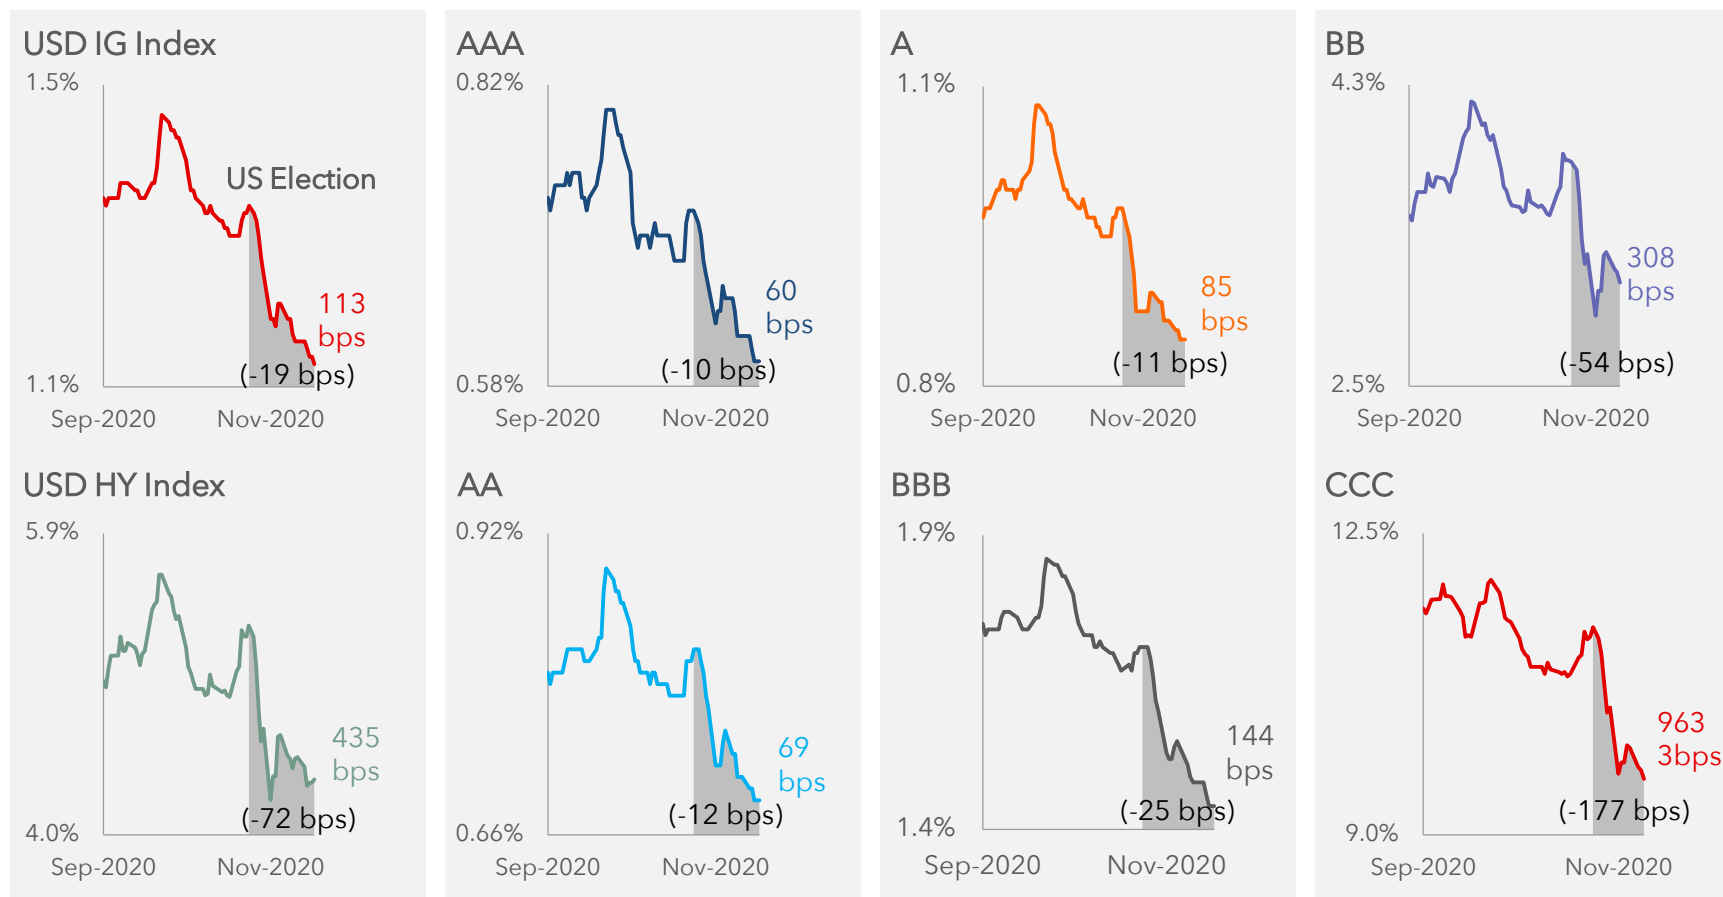 USD IG Index
1.5%
US Election
113
bps
(-19 bps)
1.1%
Sep-2020
Nov-2020
AAA
0.82%
60
bps
(-10 bps)
0.58%
Sep-2020
Nov-2020
A
1.1%
85
bps
(-11 bps)
0.8%
Sep-2020
Nov-2020
BB
4.3%
308
bps
(-54 bps)
2.5%
Sep-2020
Nov-2020
USD HY Index
5.9%
435
bps
(-72 bps)
4.0%
Sep-2020
Nov-2020
AA
0.92%
69
bps
(-12 bps)
0.66%
Sep-2020
Nov-2020
BBB
1.9%
144
bps
(-25 bps)
1.4%
Sep-2020
Nov-2020
CCC
12.5%
963
3bps
(-177 bps)
9.0%
Sep-2020
Nov-2020